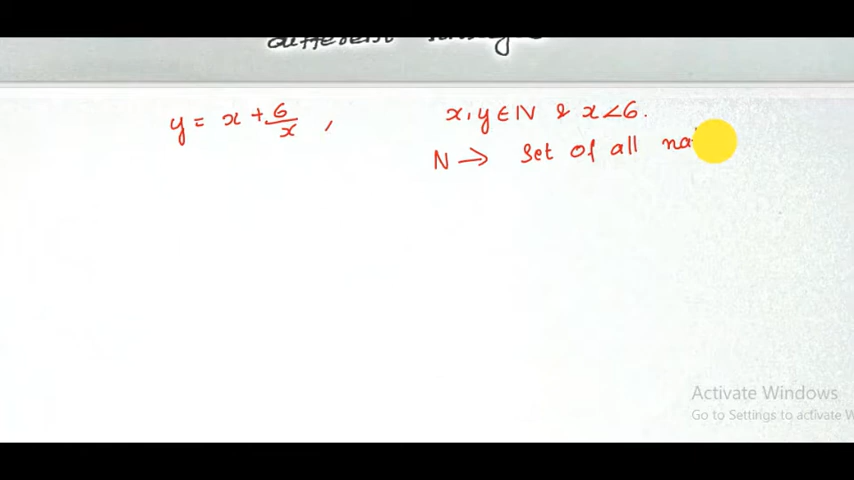 y = x + 6/x , x, y ∈ N & x < 6.
N → Set of all
Activate Windows
Go to Settings to activate W